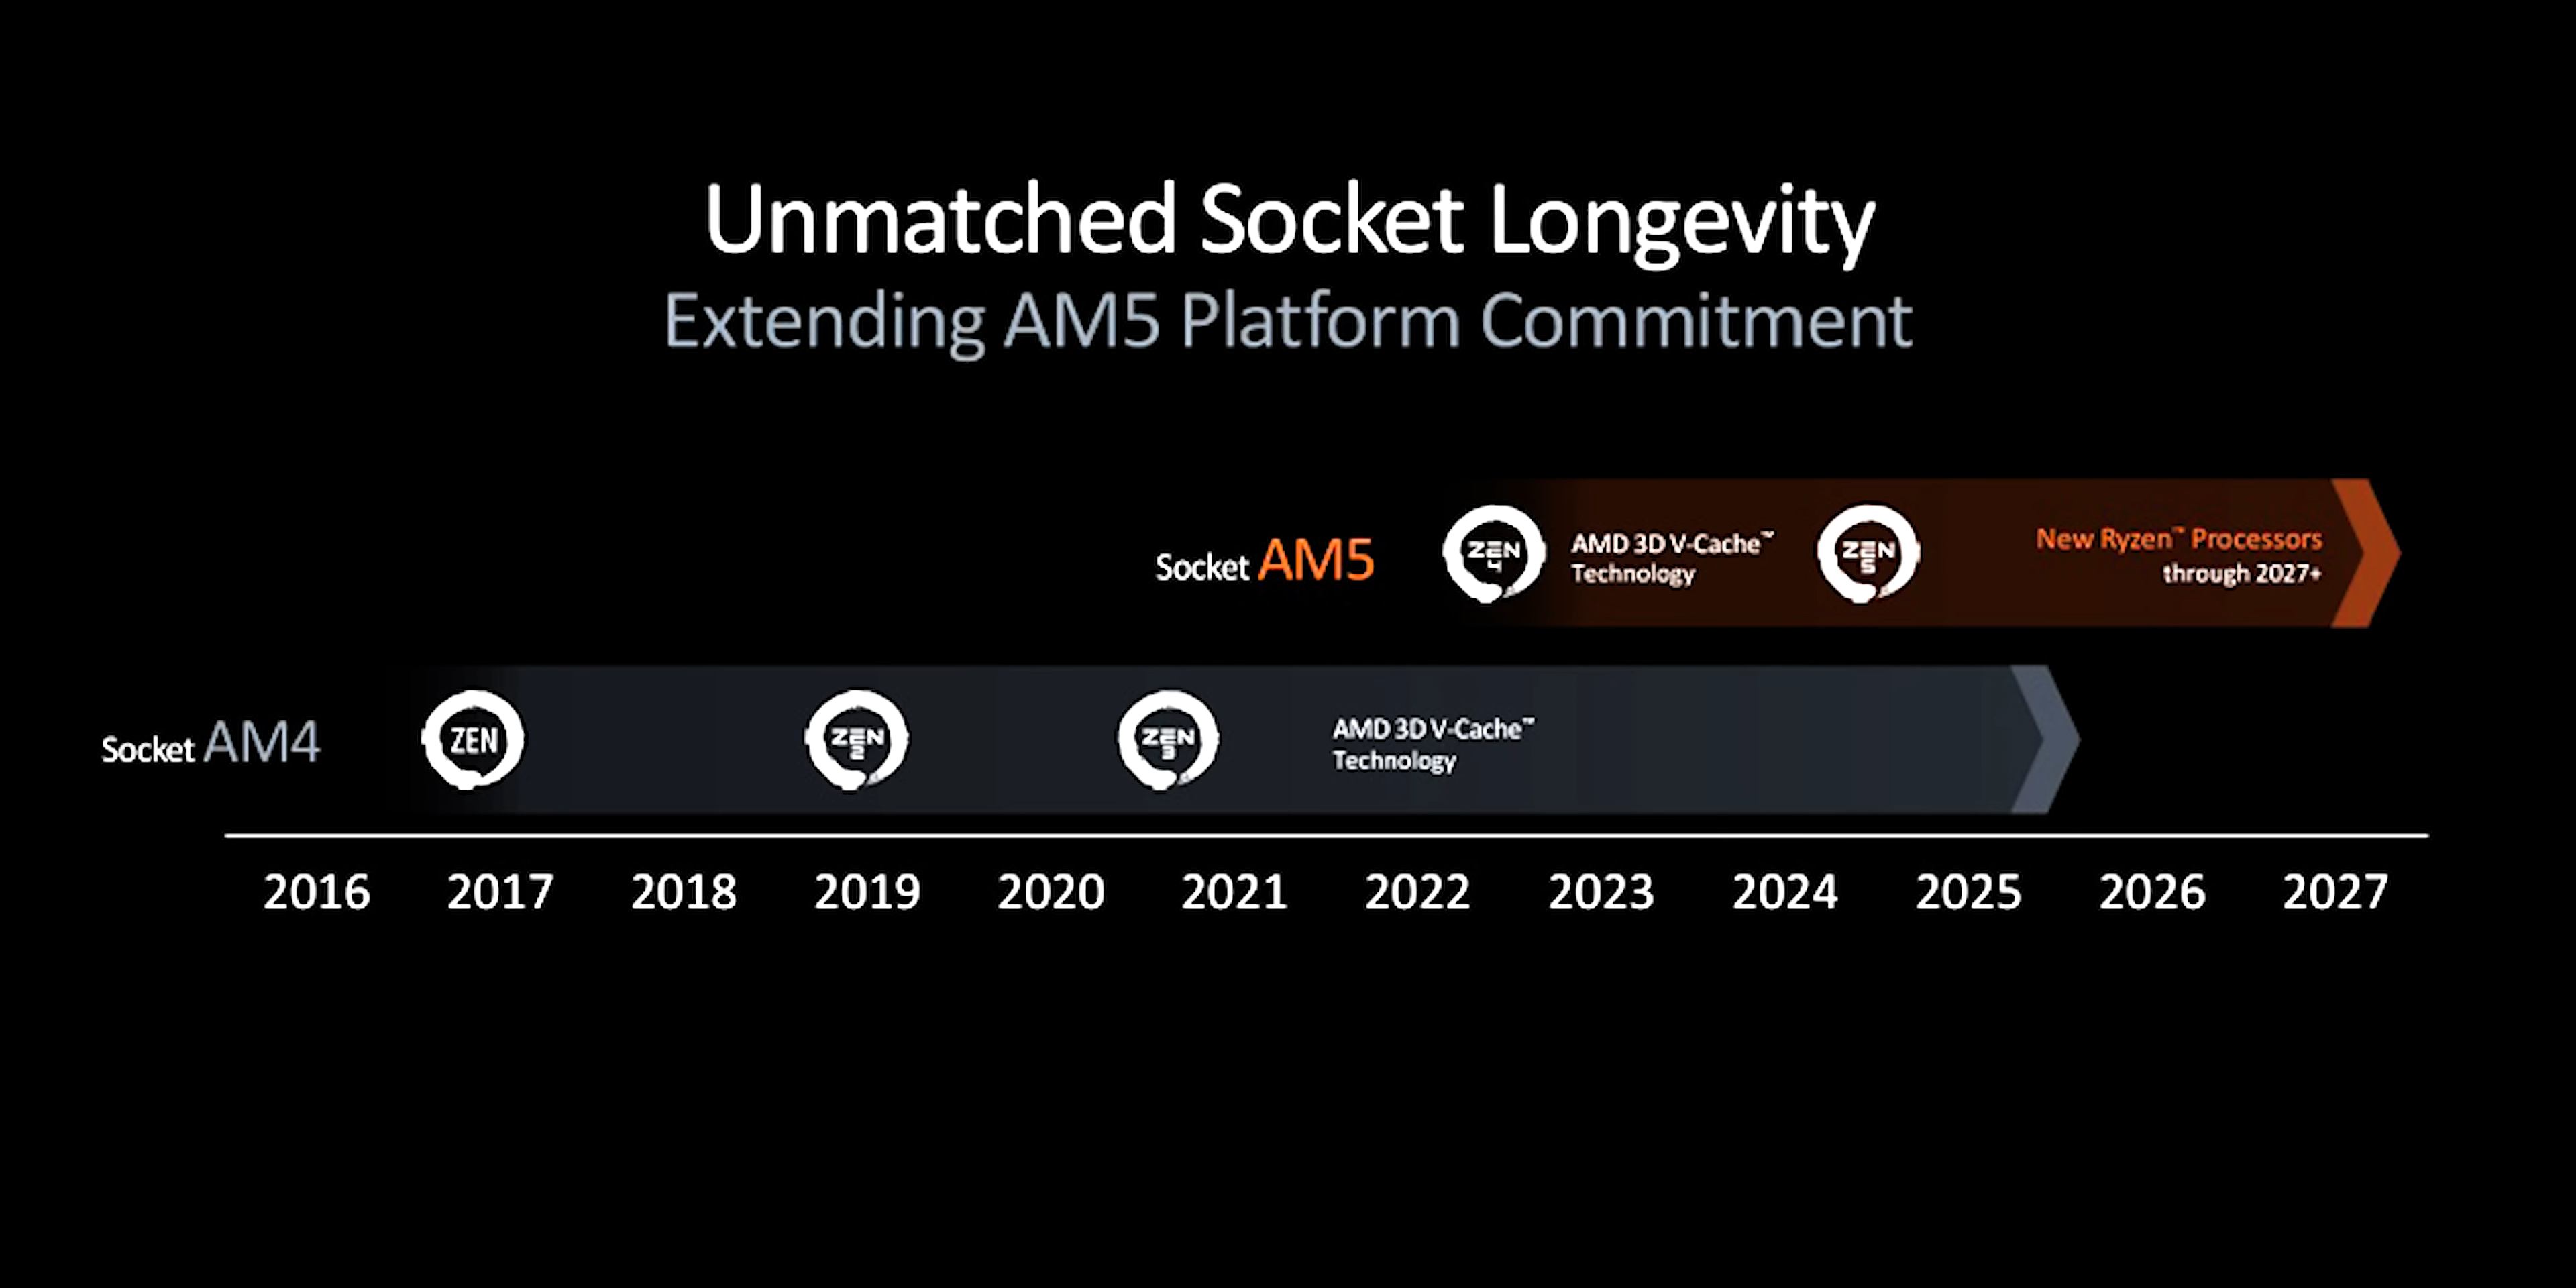 Unmatched Socket Longevity
Extending AM5 Platform Commitment
Socket AM5
ZEN
4
AMD 3D V-Cache™
Technology
ZEN
5
New Ryzen™ Processors
through 2027+
Socket AM4
ZEN
ZEN
2
ZEN
3
AMD 3D V-Cache™
Technology
2016 2017 2018 2019 2020 2021 2022 2023 2024 2025 2026 2027